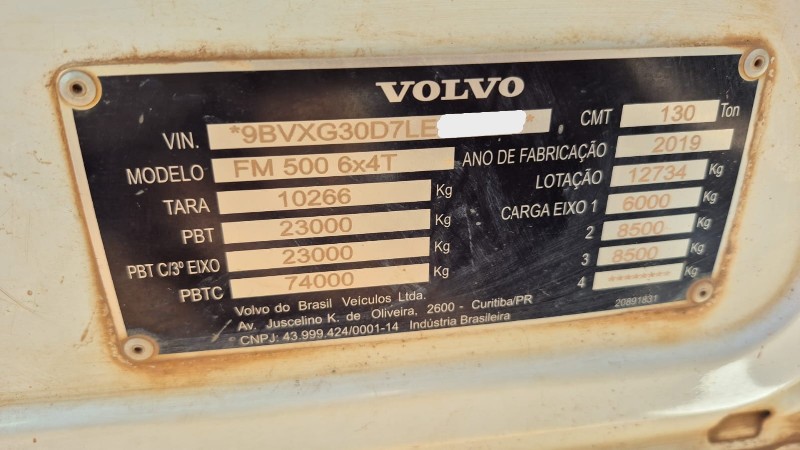 VOLVO
VIN. *9BVXG30D7LE *
MODELO FM 500 6x4T
TARA 10266 Kg
PBT 23000 Kg
PBT C/3º EIXO 23000 Kg
PBTC 74000 Kg
CMT 130 Ton
ANO DE FABRICAÇÃO 2019
LOTAÇÃO 12734 Kg
CARGA EIXO 1 6000 Kg
2 8500 Kg
3 8500 Kg
4 ******** Kg
Volvo do Brasil Veículos Ltda.
Av. Juscelino K. de Oliveira, 2600 - Curitiba/PR
CNPJ: 43.999.424/0001-14 Indústria Brasileira
20891831